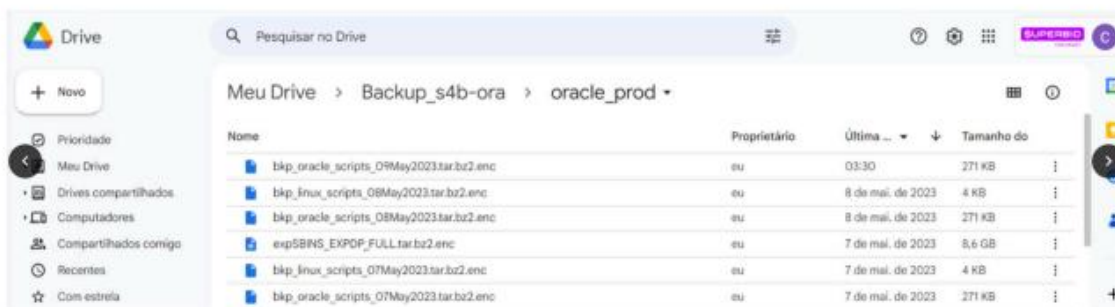 Drive
Pesquisar no Drive
SUPERBID
C
Novo
Meu Drive > Backup_s4b-ora > oracle_prod
Prioridade
Meu Drive
Drives compartilhados
Computadores
Compartilhados comigo
Recentes
Com estrela
Nome Proprietário Última ... Tamanho do
bkp_oracle_scripts_09May2023.tar.bz2.enc eu 03:30 271 KB
bkp_linux_scripts_08May2023.tar.bz2.enc eu 8 de mai. de 2023 4 KB
bkp_oracle_scripts_08May2023.tar.bz2.enc eu 8 de mai. de 2023 271 KB
expSBINS_EXPDP_FULL.tar.bz2.enc eu 7 de mai. de 2023 8,6 GB
bkp_linux_scripts_07May2023.tar.bz2.enc eu 7 de mai. de 2023 4 KB
bkp_oracle_scripts_07May2023.tar.bz2.enc eu 7 de mai. de 2023 271 KB